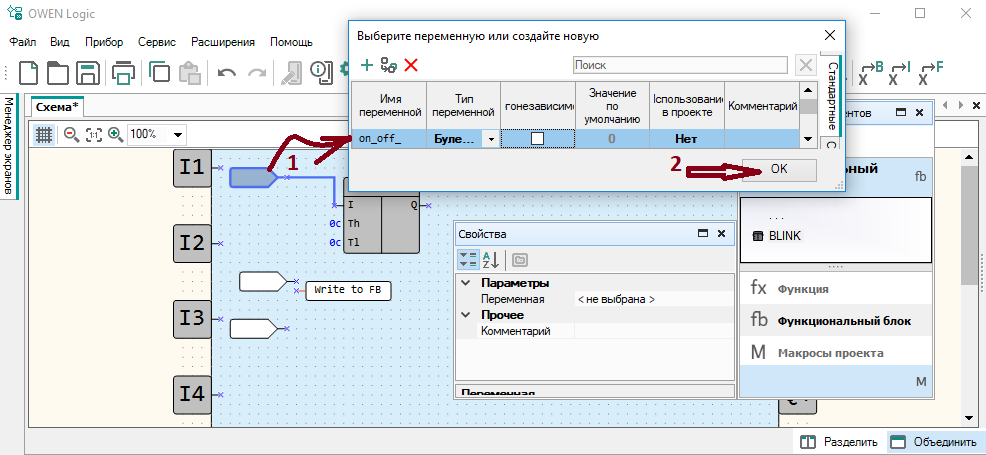 OWEN Logic
Файл Вид Прибор Сервис Расширения Помощь
Выберите переменную или создайте новую
Поиск
Имя переменной
Тип переменной
гонезависимо
Значение по умолчанию
Использование в проекте
Комментарий
on_off_
Буле...
0
Нет
OK
Стандартные
1
2
Менеджер экранов
Схема*
1:1
100%
B
I
F
I1
I2
I3
I4
I
Q
0c Th
0c Tl
Write to FB
Свойства
A
Z
Параметры
Переменная
< не выбрана >
Прочее
Комментарий
Переменная
fb
...
BLINK
fx Функция
fb Функциональный блок
M Макросы проекта
M
Разделить
Объединить